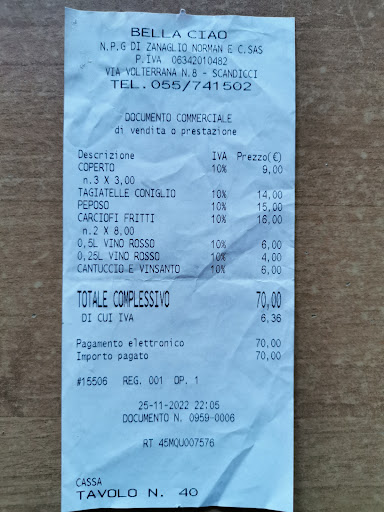 BELLA CIAO
N.P.G DI ZANAGLIO NORMAN E C.SAS
P.IVA 06342010482
VIA VOLTERRANA N.8 - SCANDICCI
TEL.055/741502
DOCUMENTO COMMERCIALE
di vendita o prestazione
Descrizione IVA Prezzo(€)
COPERTO 10% 9,00
n.3 X 3,00
TAGIATELLE CONIGLIO 10% 14,00
PEPOSO 10% 15,00
CARCIOFI FRITTI 10% 16,00
n.2 X 8,00
0,5L VINO ROSSO 10% 6,00
0,25L VINO ROSSO 10% 4,00
CANTUCCIO E VINSANTO 10% 6,00
TOTALE COMPLESSIVO 70,00
DI CUI IVA 6,36
Pagamento elettronico 70,00
Importo pagato 70,00
#15506 REG. 001 OP. 1
25-11-2022 22:05
DOCUMENTO N. 0959-0006
RT 45MQU007576
CASSA
TAVOLO N. 40